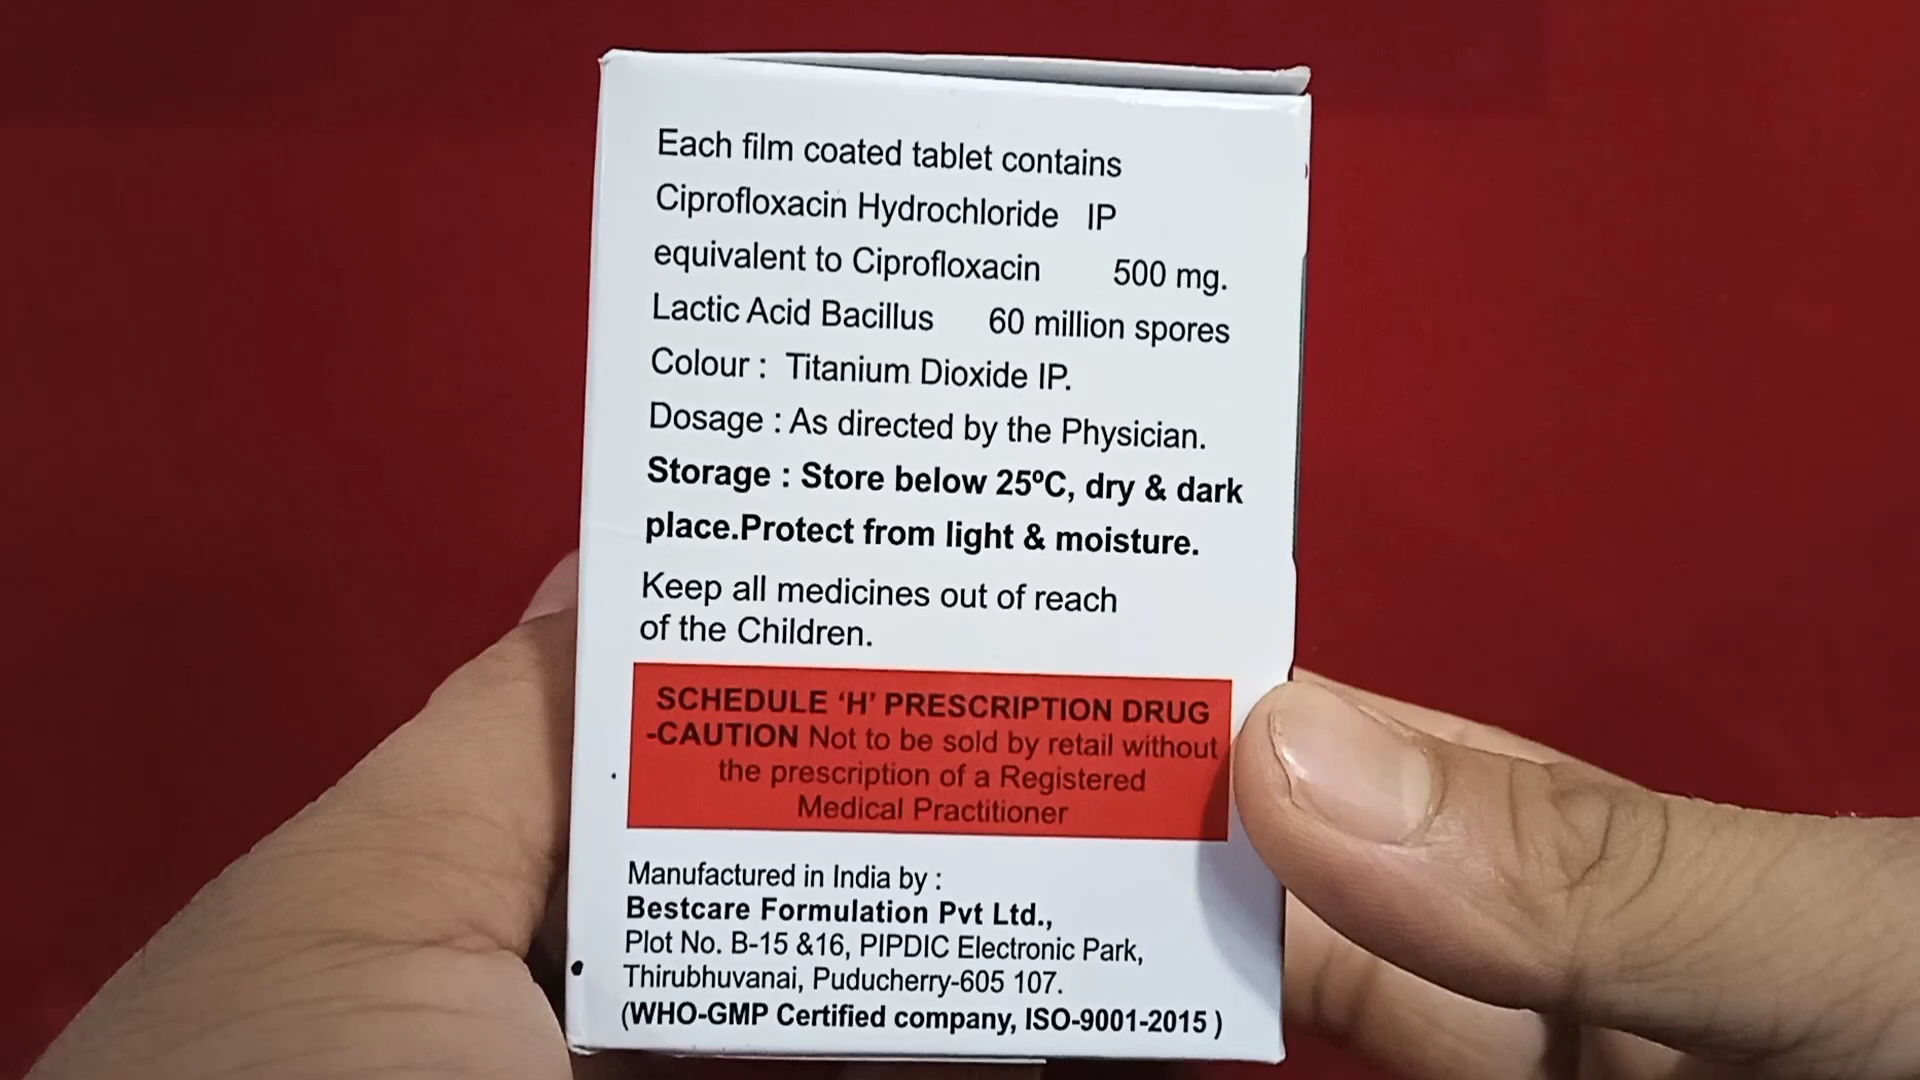 Each film coated tablet contains
Ciprofloxacin Hydrochloride IP
equivalent to Ciprofloxacin 500 mg.
Lactic Acid Bacillus 60 million spores
Colour : Titanium Dioxide IP.
Dosage : As directed by the Physician.
Storage : Store below 25ºC, dry & dark
place.Protect from light & moisture.
Keep all medicines out of reach
of the Children.
SCHEDULE ‘H’ PRESCRIPTION DRUG
-CAUTION Not to be sold by retail without
the prescription of a Registered
Medical Practitioner
Manufactured in India by :
Bestcare Formulation Pvt Ltd.,
Plot No. B-15 &16, PIPDIC Electronic Park,
Thirubhuvanai, Puducherry-605 107.
(WHO-GMP Certified company, ISO-9001-2015 )